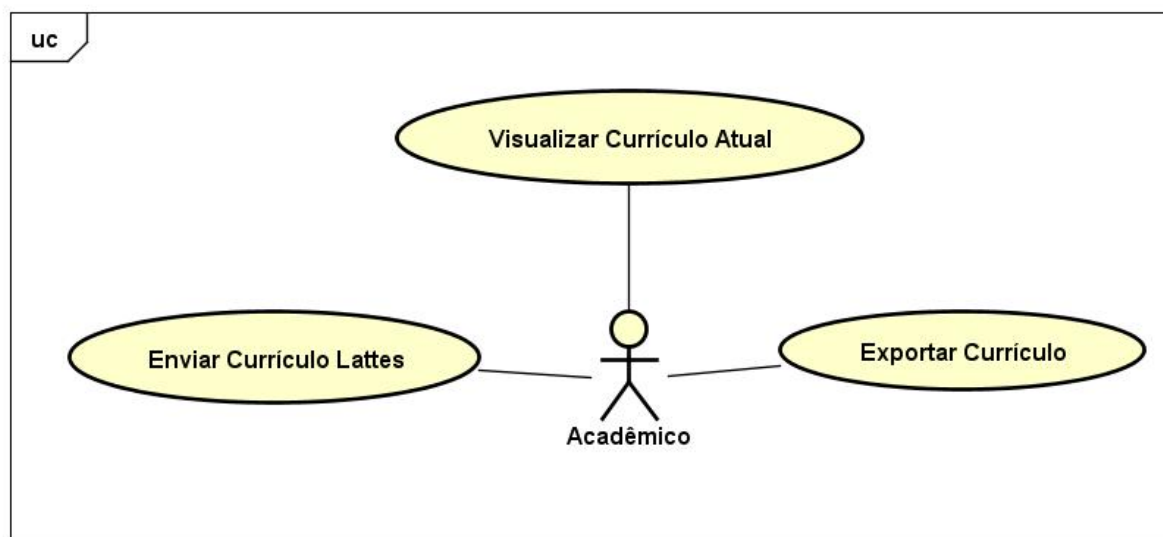 uc
Visualizar Currículo Atual
Enviar Currículo Lattes
Exportar Currículo
Acadêmico